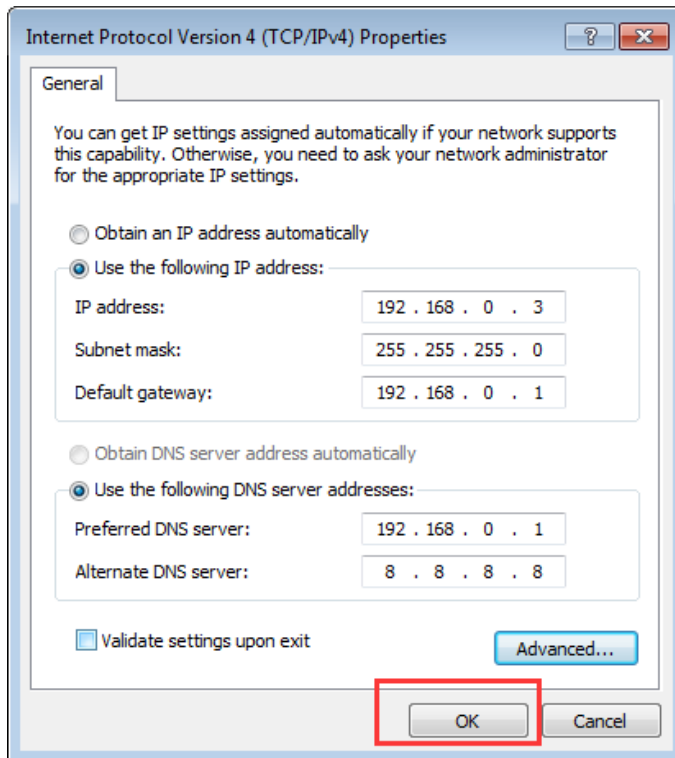 Internet Protocol Version 4 (TCP/IPv4) Properties
General
You can get IP settings assigned automatically if your network supports
this capability. Otherwise, you need to ask your network administrator
for the appropriate IP settings.
Obtain an IP address automatically
Use the following IP address:
IP address: 192 . 168 . 0 . 3
Subnet mask: 255 . 255 . 255 . 0
Default gateway: 192 . 168 . 0 . 1
Obtain DNS server address automatically
Use the following DNS server addresses:
Preferred DNS server: 192 . 168 . 0 . 1
Alternate DNS server: 8 . 8 . 8 . 8
Validate settings upon exit
Advanced...
OK Cancel